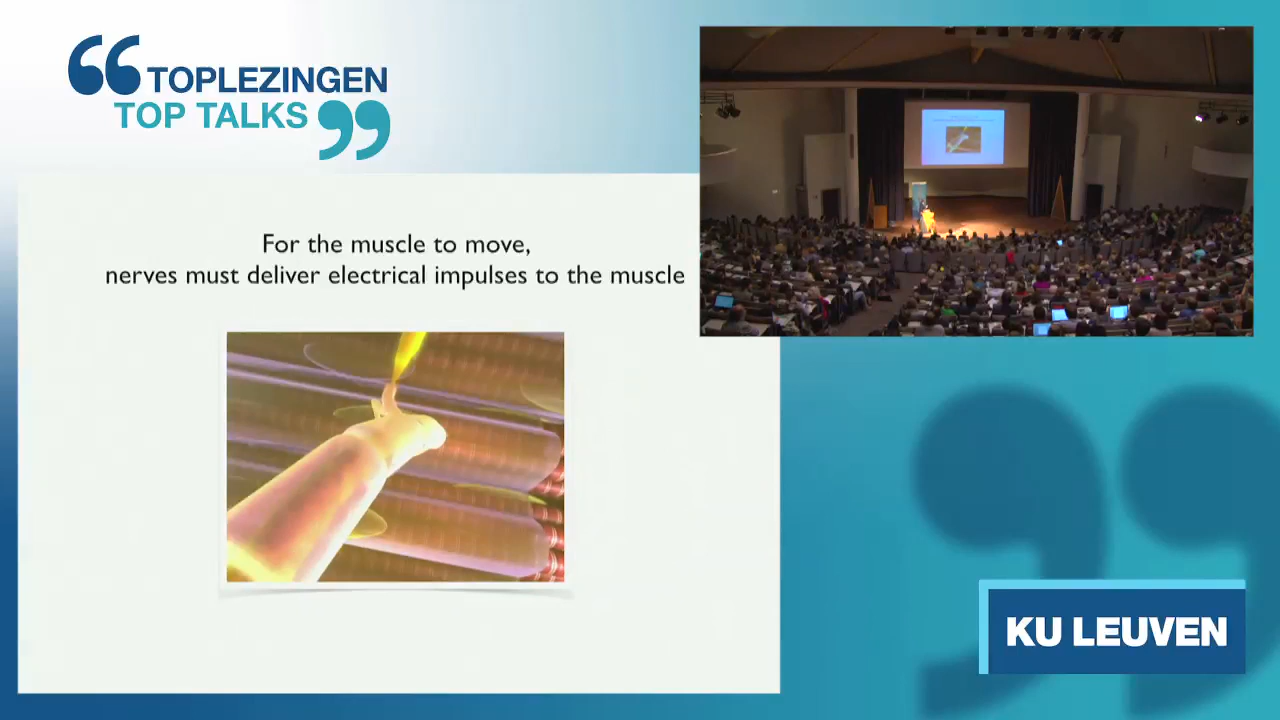 TOPLEZINGEN
TOP TALKS
For the muscle to move,
nerves must deliver electrical impulses to the muscle
KU LEUVEN